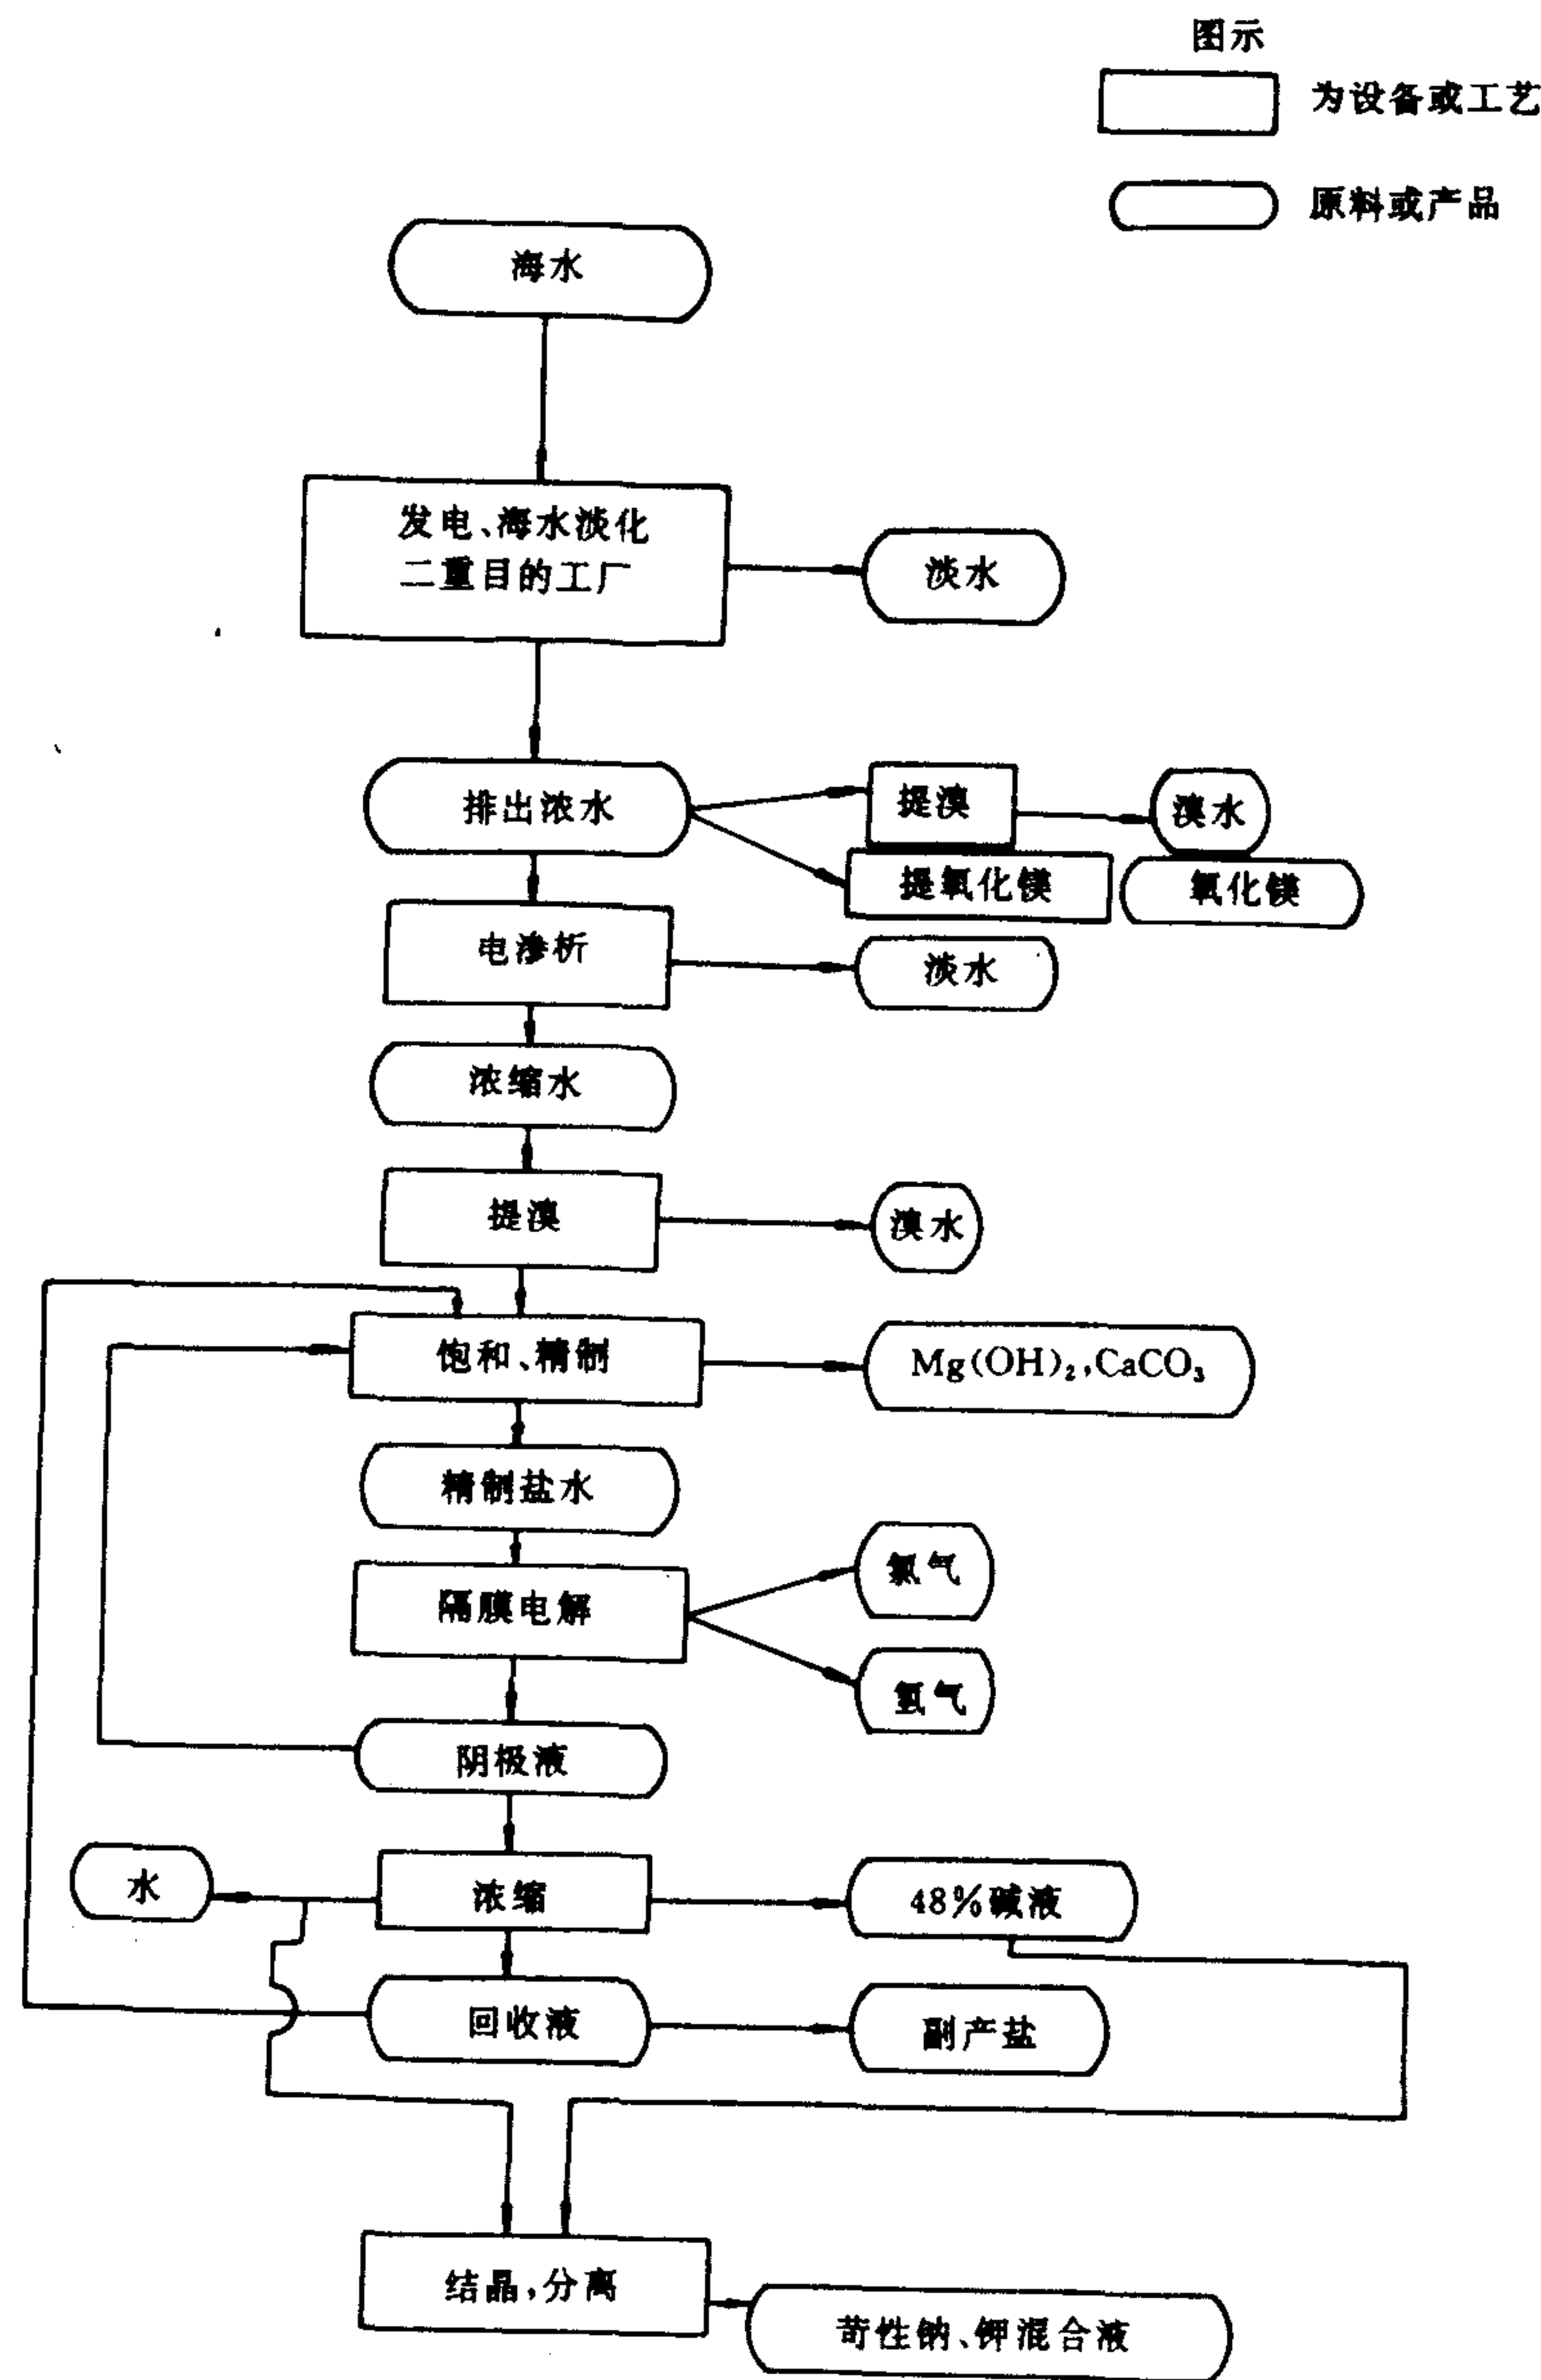 图示
为设备或工艺
原料或产品
海水
发电、海水淡化
二重目的工厂
淡水
排出浓水
提溴
溴水
提氧化镁
氧化镁
电渗析
淡水
浓缩水
提溴
溴水
饱和、精制
Mg(OH)₂,CaCO₃
精制盐水
隔膜电解
氯气
氢气
阴极液
水
浓缩
48%碱液
回收液
副产盐
结晶,分离
苛性钠、钾混合液